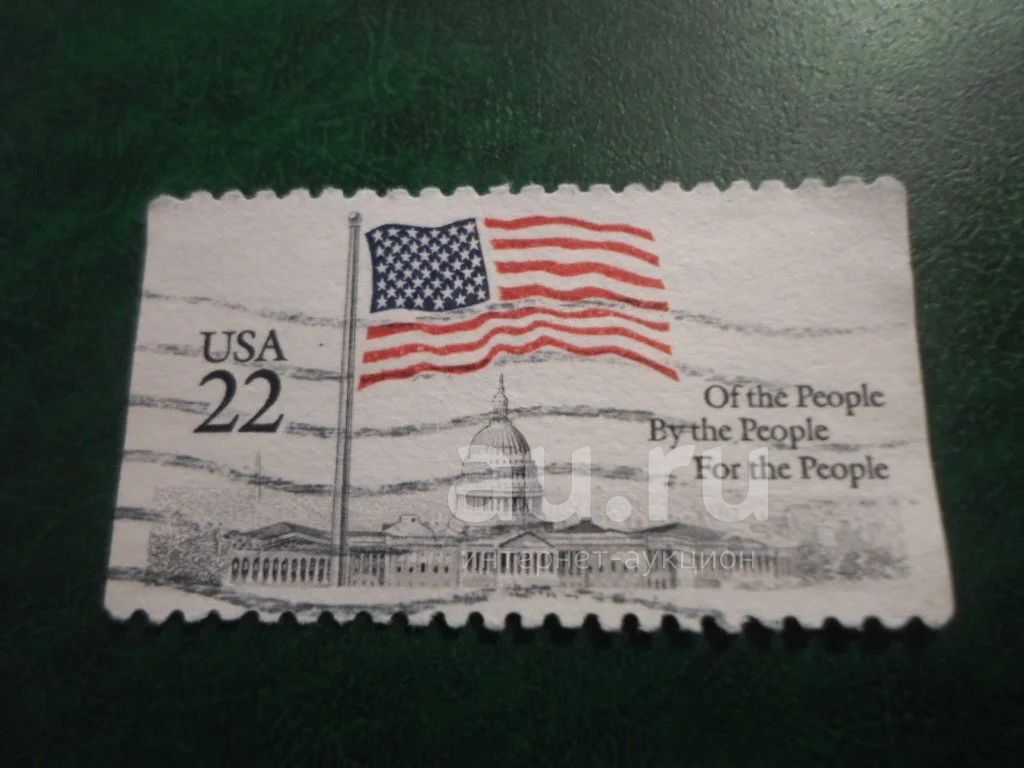 USA
22
Of the People
By the People
For the People
au.ru
интернет-аукцион